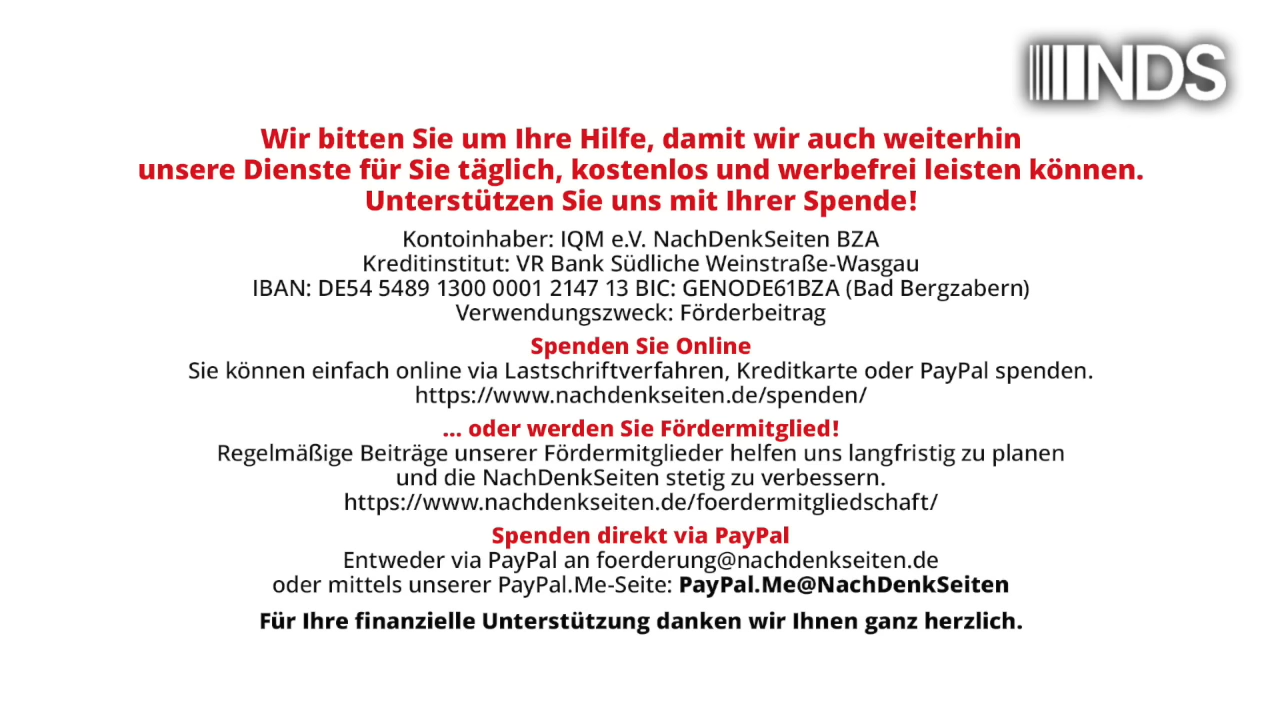 NDS
Wir bitten Sie um Ihre Hilfe, damit wir auch weiterhin
unsere Dienste für Sie täglich, kostenlos und werbefrei leisten können.
Unterstützen Sie uns mit Ihrer Spende!
Kontoinhaber: IQM e.V. NachDenkSeiten BZA
Kreditinstitut: VR Bank Südliche Weinstraße-Wasgau
IBAN: DE54 5489 1300 0001 2147 13 BIC: GENODE61BZA (Bad Bergzabern)
Verwendungszweck: Förderbeitrag
Spenden Sie Online
Sie können einfach online via Lastschriftverfahren, Kreditkarte oder PayPal spenden.
https://www.nachdenkseiten.de/spenden/
... oder werden Sie Fördermitglied!
Regelmäßige Beiträge unserer Fördermitglieder helfen uns langfristig zu planen
und die NachDenkSeiten stetig zu verbessern.
https://www.nachdenkseiten.de/foerdermitgliedschaft/
Spenden direkt via PayPal
Entweder via PayPal an foerderung@nachdenkseiten.de
oder mittels unserer PayPal.Me-Seite: PayPal.Me@NachDenkSeiten
Für Ihre finanzielle Unterstützung danken wir Ihnen ganz herzlich.